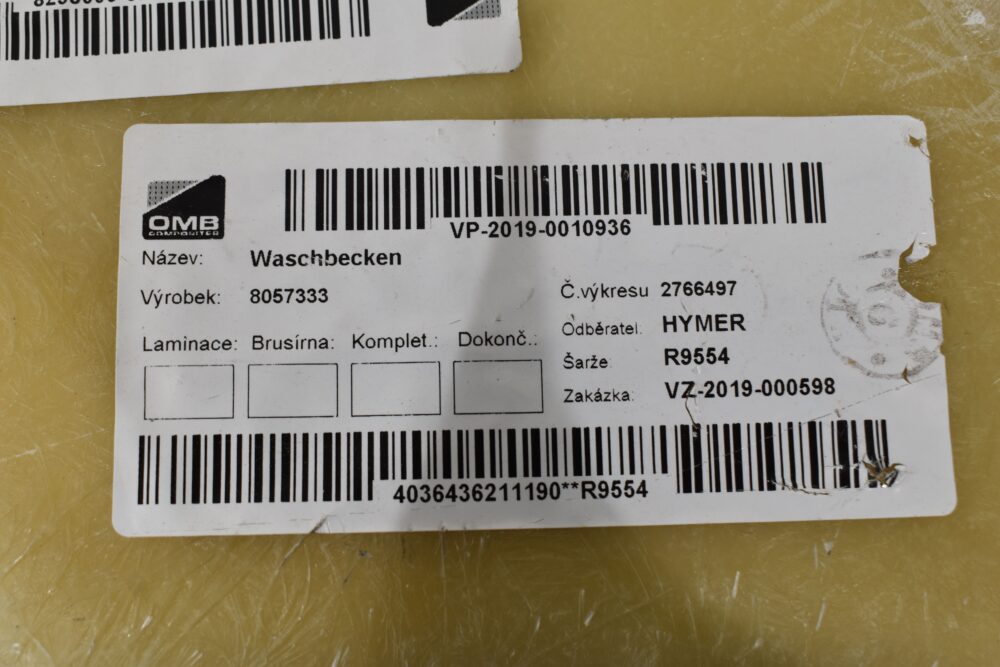 OMB
COMPOSITES
VP-2019-0010936
Název: Waschbecken
Výrobek: 8057333
Č.výkresu 2766497
Odběratel: HYMER
Šarže R9554
Zakázka: VZ-2019-000598
Laminace: Brusírna: Komplet.: Dokonč.:
4036436211190**R9554